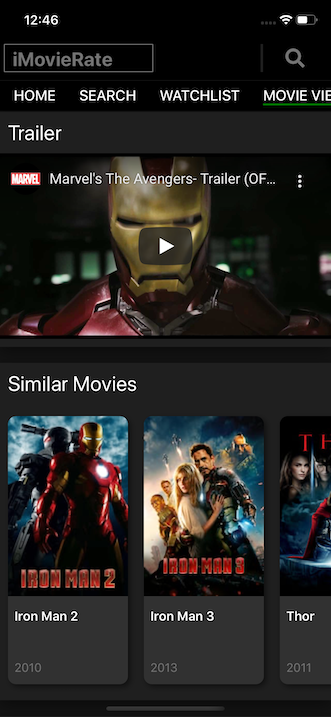 12:46
iMovieRate
HOME SEARCH WATCHLIST MOVIE VIE
Trailer
MARVEL Marvel's The Avengers- Trailer (OF...
Similar Movies
TH
IRON MAN 2 IRON MAN 3
Iron Man 2 Iron Man 3 Thor
2010 2013 2011